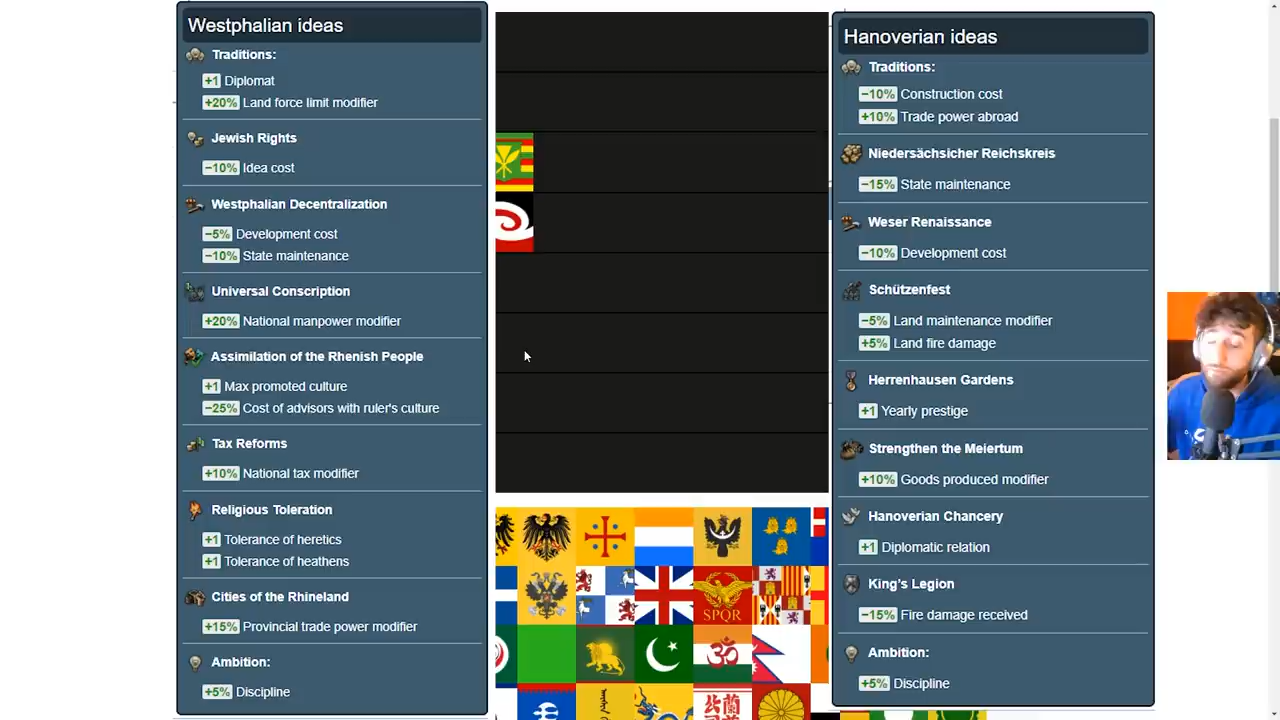 Westphalian ideas
Traditions:
+1 Diplomat
+20% Land force limit modifier
Jewish Rights
−10% Idea cost
Westphalian Decentralization
−5% Development cost
−10% State maintenance
Universal Conscription
+20% National manpower modifier
Assimilation of the Rhenish People
+1 Max promoted culture
−25% Cost of advisors with ruler's culture
Tax Reforms
+10% National tax modifier
Religious Toleration
+1 Tolerance of heretics
+1 Tolerance of heathens
Cities of the Rhineland
+15% Provincial trade power modifier
Ambition:
+5% Discipline
SPQR
Hanoverian ideas
Traditions:
−10% Construction cost
+10% Trade power abroad
Niedersächsicher Reichskreis
−15% State maintenance
Weser Renaissance
−10% Development cost
Schützenfest
−5% Land maintenance modifier
+5% Land fire damage
Herrenhausen Gardens
+1 Yearly prestige
Strengthen the Meiertum
+10% Goods produced modifier
Hanoverian Chancery
+1 Diplomatic relation
King's Legion
−15% Fire damage received
Ambition:
+5% Discipline